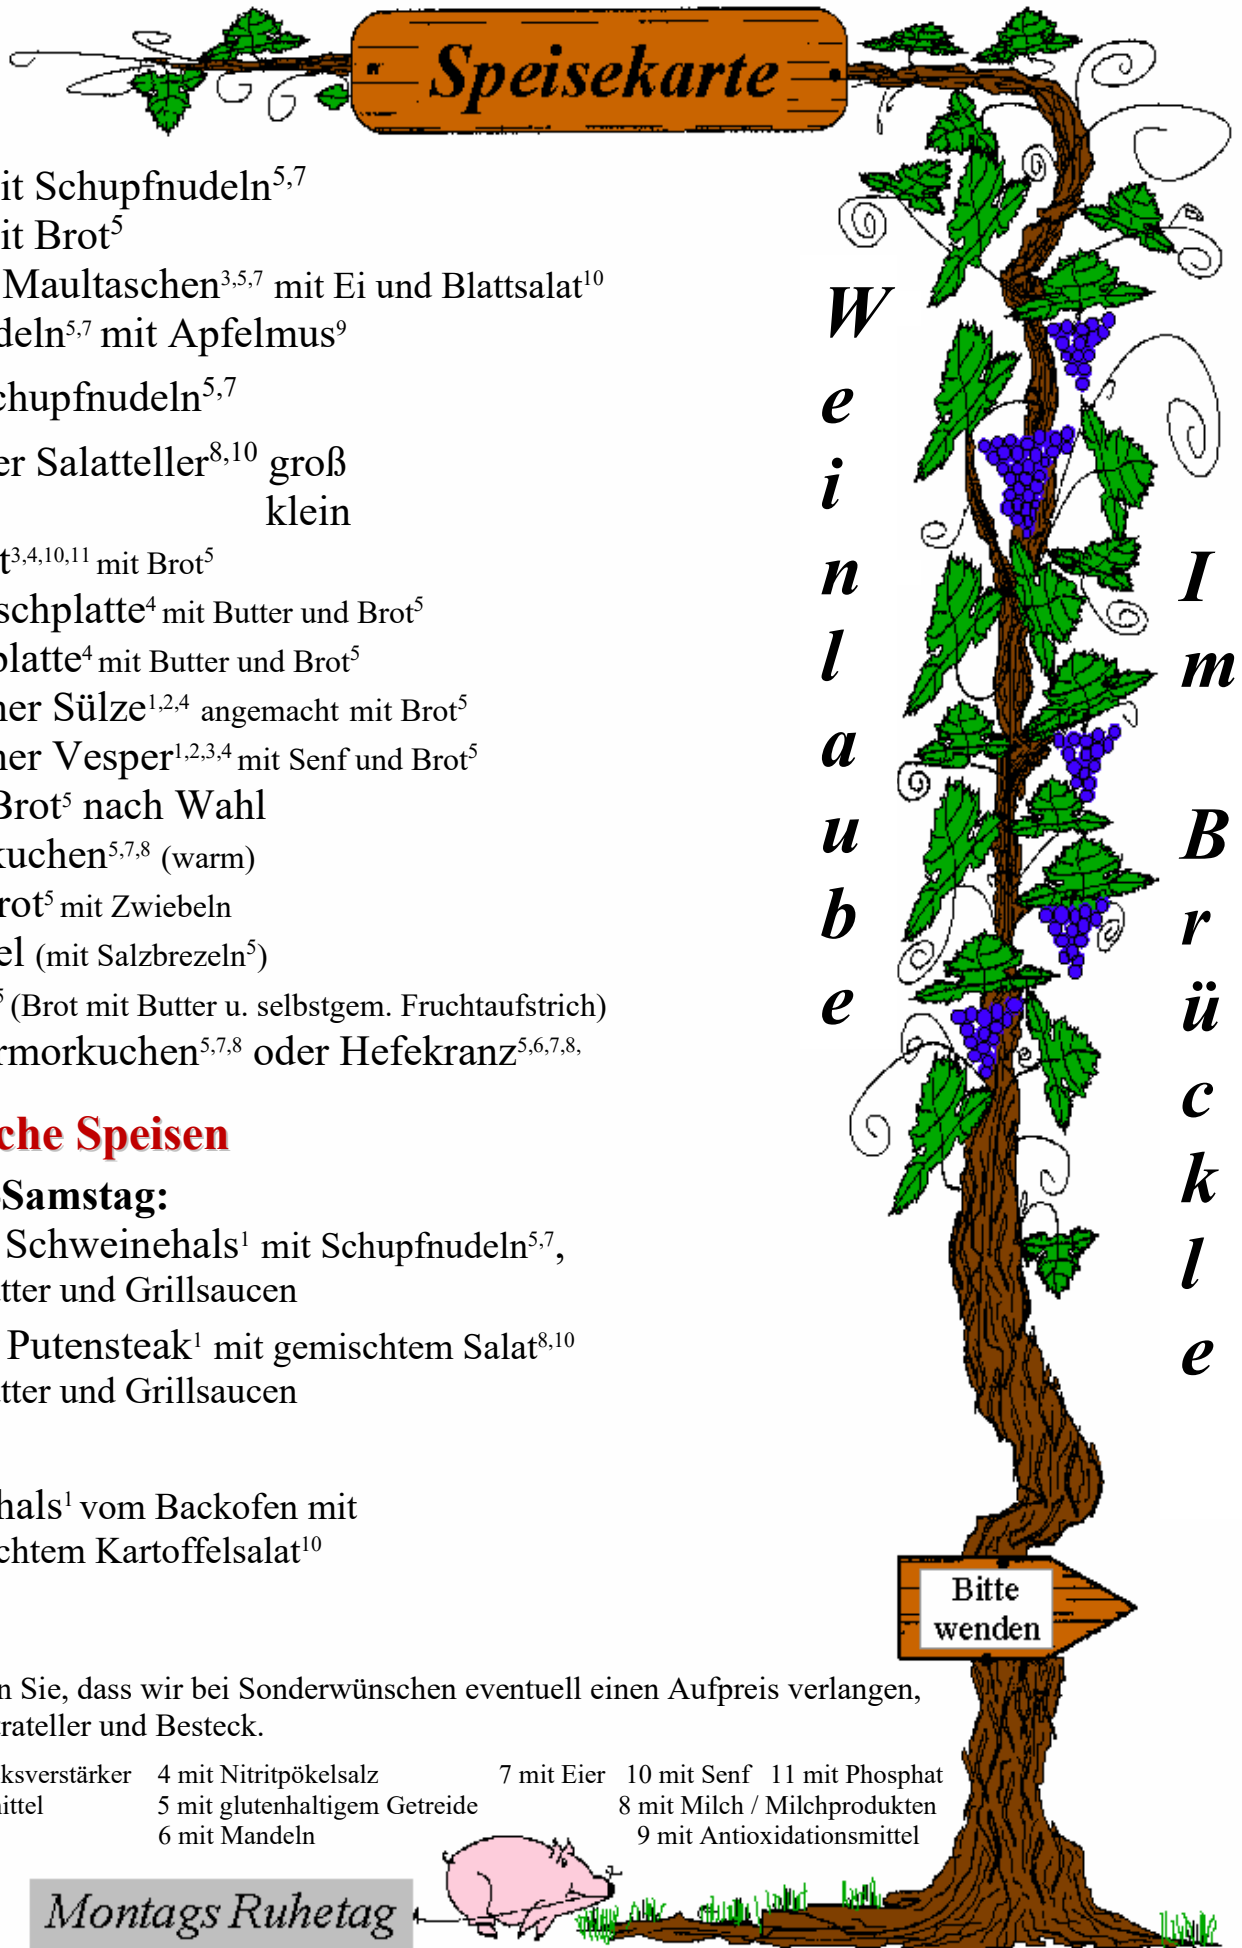 Speisekarte
it Schupfnudeln5,7
it Brot5
Maultaschen3,5,7 mit Ei und Blattsalat10
deln5,7 mit Apfelmus9
chupfnudeln5,7
er Salatteller8,10 groß
klein
t3,4,10,11 mit Brot5
schplatte4 mit Butter und Brot5
platte4 mit Butter und Brot5
ner Sülze1,2,4 angemacht mit Brot5
ner Vesper1,2,3,4 mit Senf und Brot5
Brot5 nach Wahl
kuchen5,7,8 (warm)
rot5 mit Zwiebeln
el (mit Salzbrezeln5)
5 (Brot mit Butter u. selbstgem. Fruchtaufstrich)
rmorkuchen5,7,8 oder Hefekranz5,6,7,8,
che Speisen
Samstag:
Schweinehals1 mit Schupfnudeln5,7,
tter und Grillsaucen
Putensteak1 mit gemischtem Salat8,10
tter und Grillsaucen
hals1 vom Backofen mit
chtem Kartoffelsalat10
Weinlaube
Im Brückle
Bitte
wenden
n Sie, dass wir bei Sonderwünschen eventuell einen Aufpreis verlangen,
trateller und Besteck.
ksverstärker 4 mit Nitritpökelsalz 7 mit Eier 10 mit Senf 11 mit Phosphat
ittel 5 mit glutenhaltigem Getreide 8 mit Milch / Milchprodukten
6 mit Mandeln 9 mit Antioxidationsmittel
Montags Ruhetag